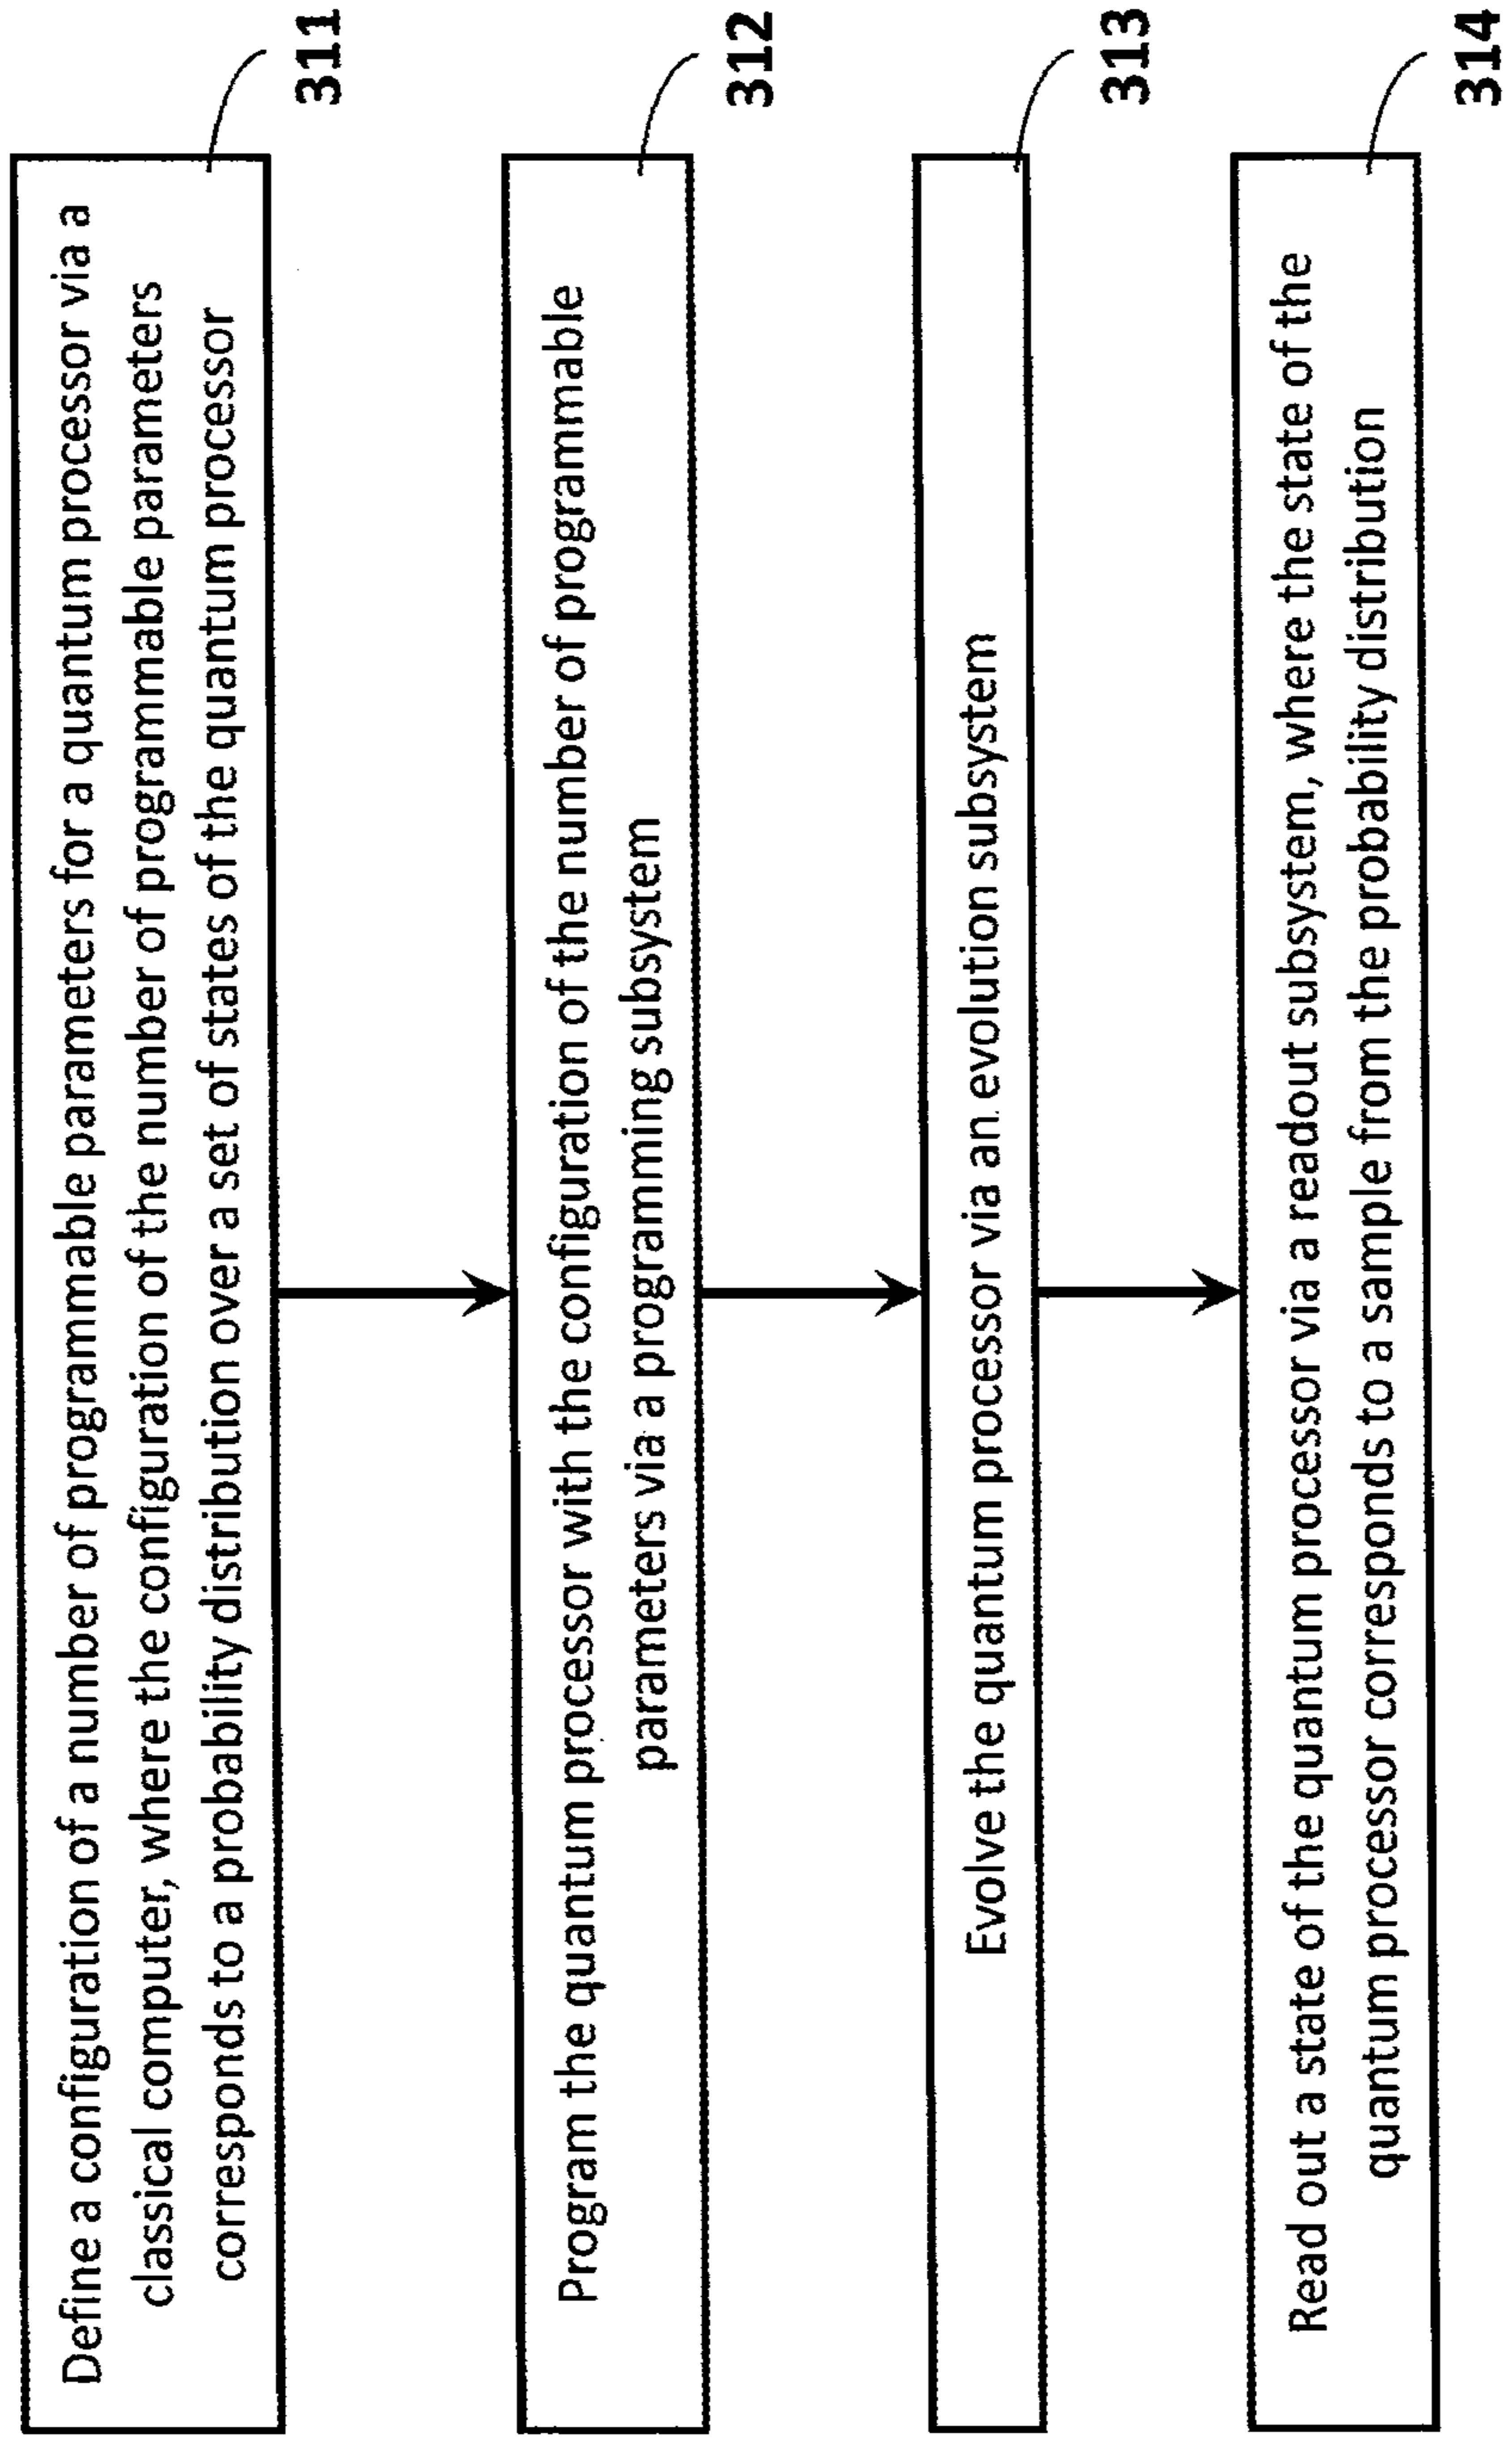 Define a configuration of a number of programmable parameters for a quantum processor via a
classical computer, where the configuration of the number of programmable parameters
corresponds to a probability distribution over a set of states of the quantum processor
311
Program the quantum processor with the configuration of the number of programmable
parameters via a programming subsystem
312
Evolve the quantum processor via an evolution subsystem
313
Read out a state of the quantum processor via a readout subsystem, where the state of the
quantum processor corresponds to a sample from the probability distribution
314